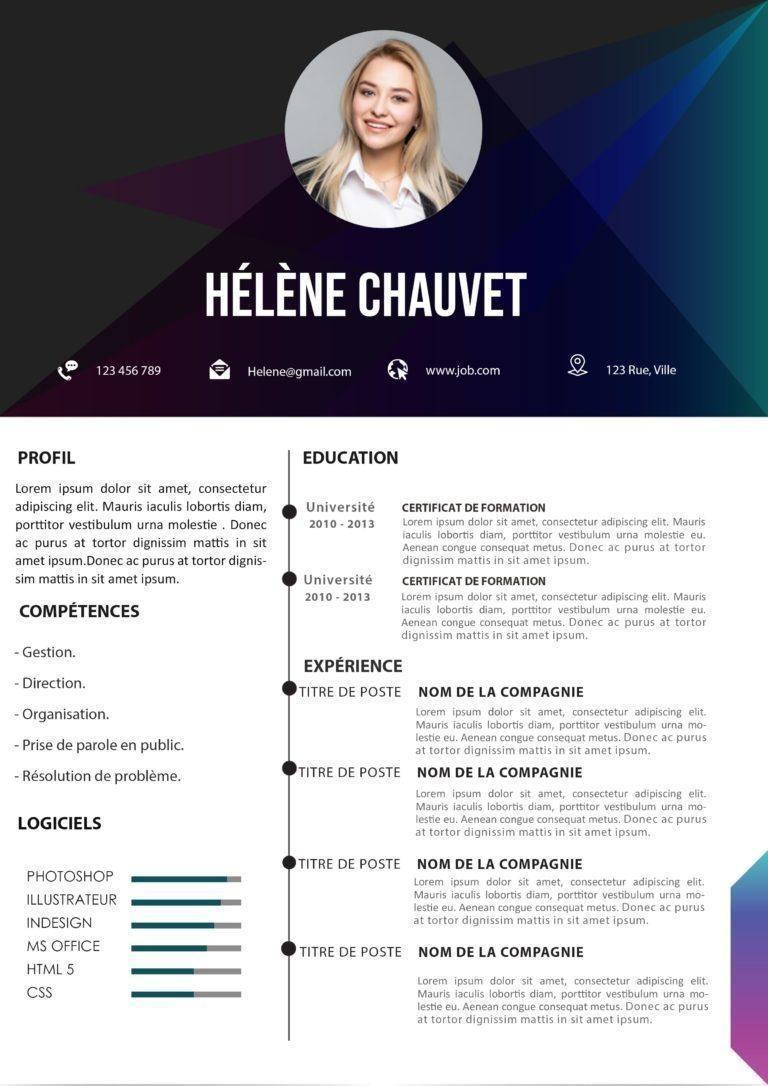 HÉLÈNE CHAUVET
123 456 789
Helene@gmail.com
www.job.com
123 Rue, Ville
PROFIL
Lorem ipsum dolor sit amet, consectetur
adipiscing elit. Mauris iaculis lobortis diam,
porttitor vestibulum urna molestie . Donec
ac purus at tortor dignissim mattis in sit
amet ipsum.Donec ac purus at tortor dignis-
sim mattis in sit amet ipsum.
COMPÉTENCES
- Gestion.
- Direction.
- Organisation.
- Prise de parole en public.
- Résolution de problème.
LOGICIELS
PHOTOSHOP
ILLUSTRATEUR
INDESIGN
MS OFFICE
HTML 5
CSS
EDUCATION
Université
2010 - 2013
CERTIFICAT DE FORMATION
Lorem ipsum dolor sit amet, consectetur adipiscing elit. Mauris
iaculis lobortis diam, porttitor vestibulum urna molestie eu.
Aenean congue consequat metus. Donec ac purus at tortor
dignissim mattis in sit amet ipsum.
Université
2010 - 2013
CERTIFICAT DE FORMATION
Lorem ipsum dolor sit amet, consectetur adipiscing elit. Mauris
iaculis lobortis diam, porttitor vestibulum urna molestie eu.
Aenean congue consequat metus. Donec ac purus at tortor
dignissim mattis in sit amet ipsum.
EXPÉRIENCE
TITRE DE POSTE NOM DE LA COMPAGNIE
Lorem ipsum dolor sit amet, consectetur adipiscing elit.
Mauris iaculis lobortis diam, porttitor vestibulum urna mo-
lestie eu. Aenean congue consequat metus. Donec ac purus
at tortor dignissim mattis in sit amet ipsum.
TITRE DE POSTE NOM DE LA COMPAGNIE
Lorem ipsum dolor sit amet, consectetur adipiscing elit.
Mauris iaculis lobortis diam, porttitor vestibulum urna mo-
lestie eu. Aenean congue consequat metus. Donec ac purus
at tortor dignissim mattis in sit amet ipsum.
TITRE DE POSTE NOM DE LA COMPAGNIE
Lorem ipsum dolor sit amet, consectetur adipiscing elit.
Mauris iaculis lobortis diam, porttitor vestibulum urna mo-
lestie eu. Aenean congue consequat metus. Donec ac purus
at tortor dignissim mattis in sit amet ipsum.
TITRE DE POSTE NOM DE LA COMPAGNIE
Lorem ipsum dolor sit amet, consectetur adipiscing elit.
Mauris iaculis lobortis diam, porttitor vestibulum urna mo-
lestie eu. Aenean congue consequat metus. Donec ac purus
at tortor dignissim mattis in sit amet ipsum.